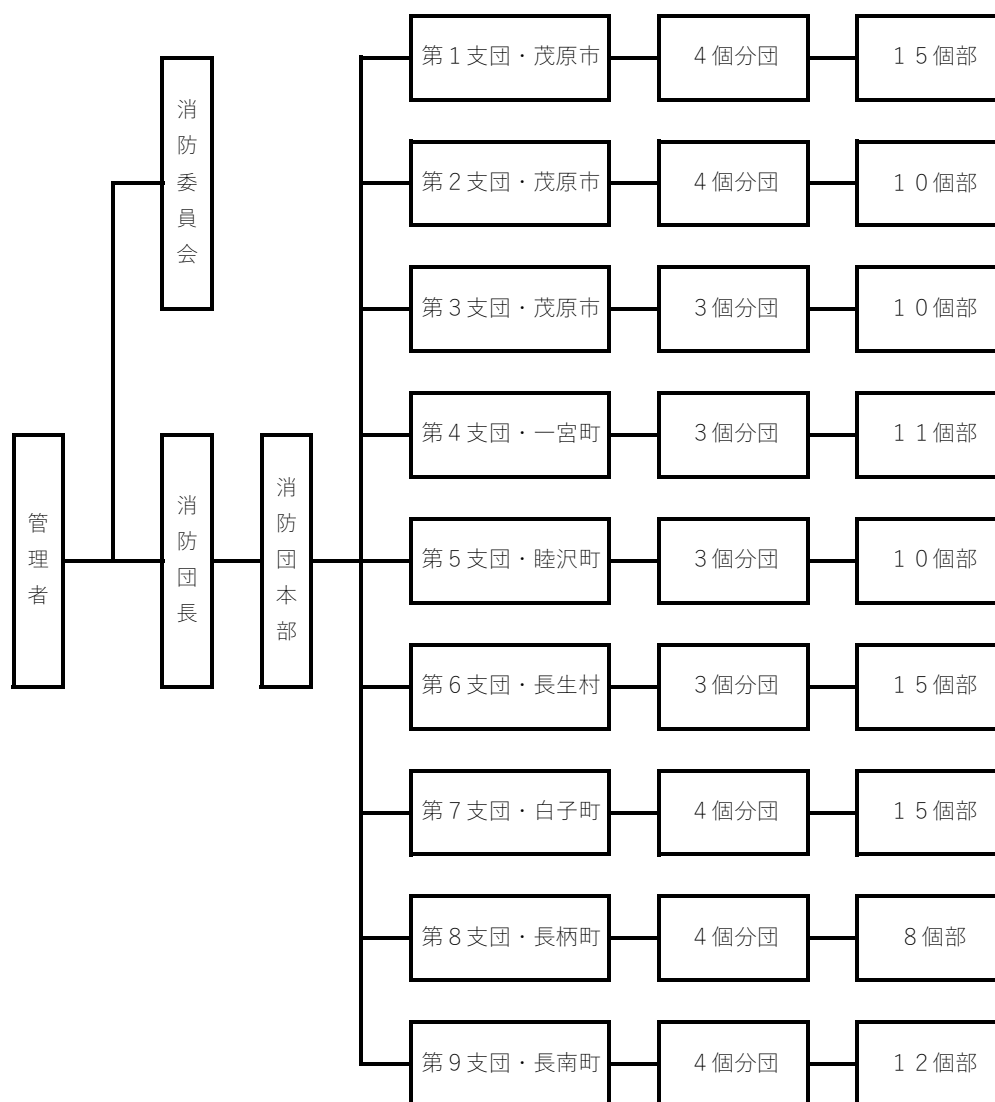 消防委員会
管理者
消防団長
消防団本部
第１支団・茂原市 ４個分団 １５個部
第２支団・茂原市 ４個分団 １０個部
第３支団・茂原市 ３個分団 １０個部
第４支団・一宮町 ３個分団 １１個部
第５支団・睦沢町 ３個分団 １０個部
第６支団・長生村 ３個分団 １５個部
第７支団・白子町 ４個分団 １５個部
第８支団・長柄町 ４個分団 ８個部
第９支団・長南町 ４個分団 １２個部